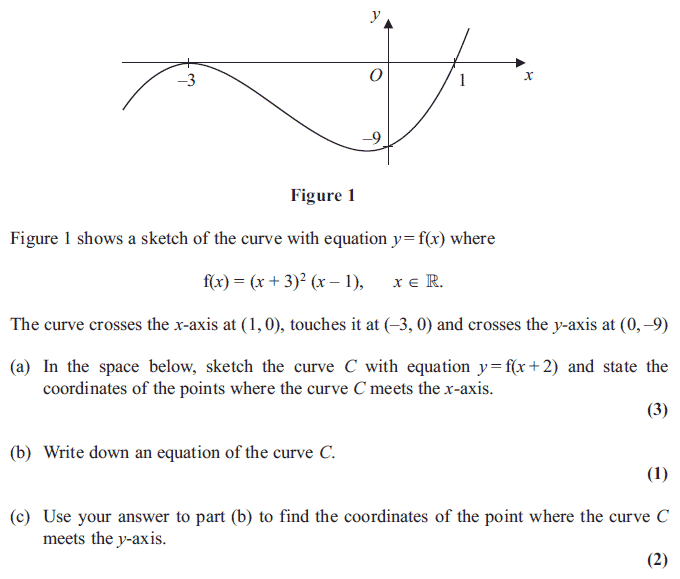 y
O
x
–3
1
–9
Figure 1
Figure 1 shows a sketch of the curve with equation y = f(x) where
f(x) = (x + 3)² (x – 1),     x ∈ ℝ.
The curve crosses the x-axis at (1, 0), touches it at (–3, 0) and crosses the y-axis at (0, –9)
(a) In the space below, sketch the curve C with equation y = f(x + 2) and state the
coordinates of the points where the curve C meets the x-axis.
(3)
(b) Write down an equation of the curve C.
(1)
(c) Use your answer to part (b) to find the coordinates of the point where the curve C
meets the y-axis.
(2)